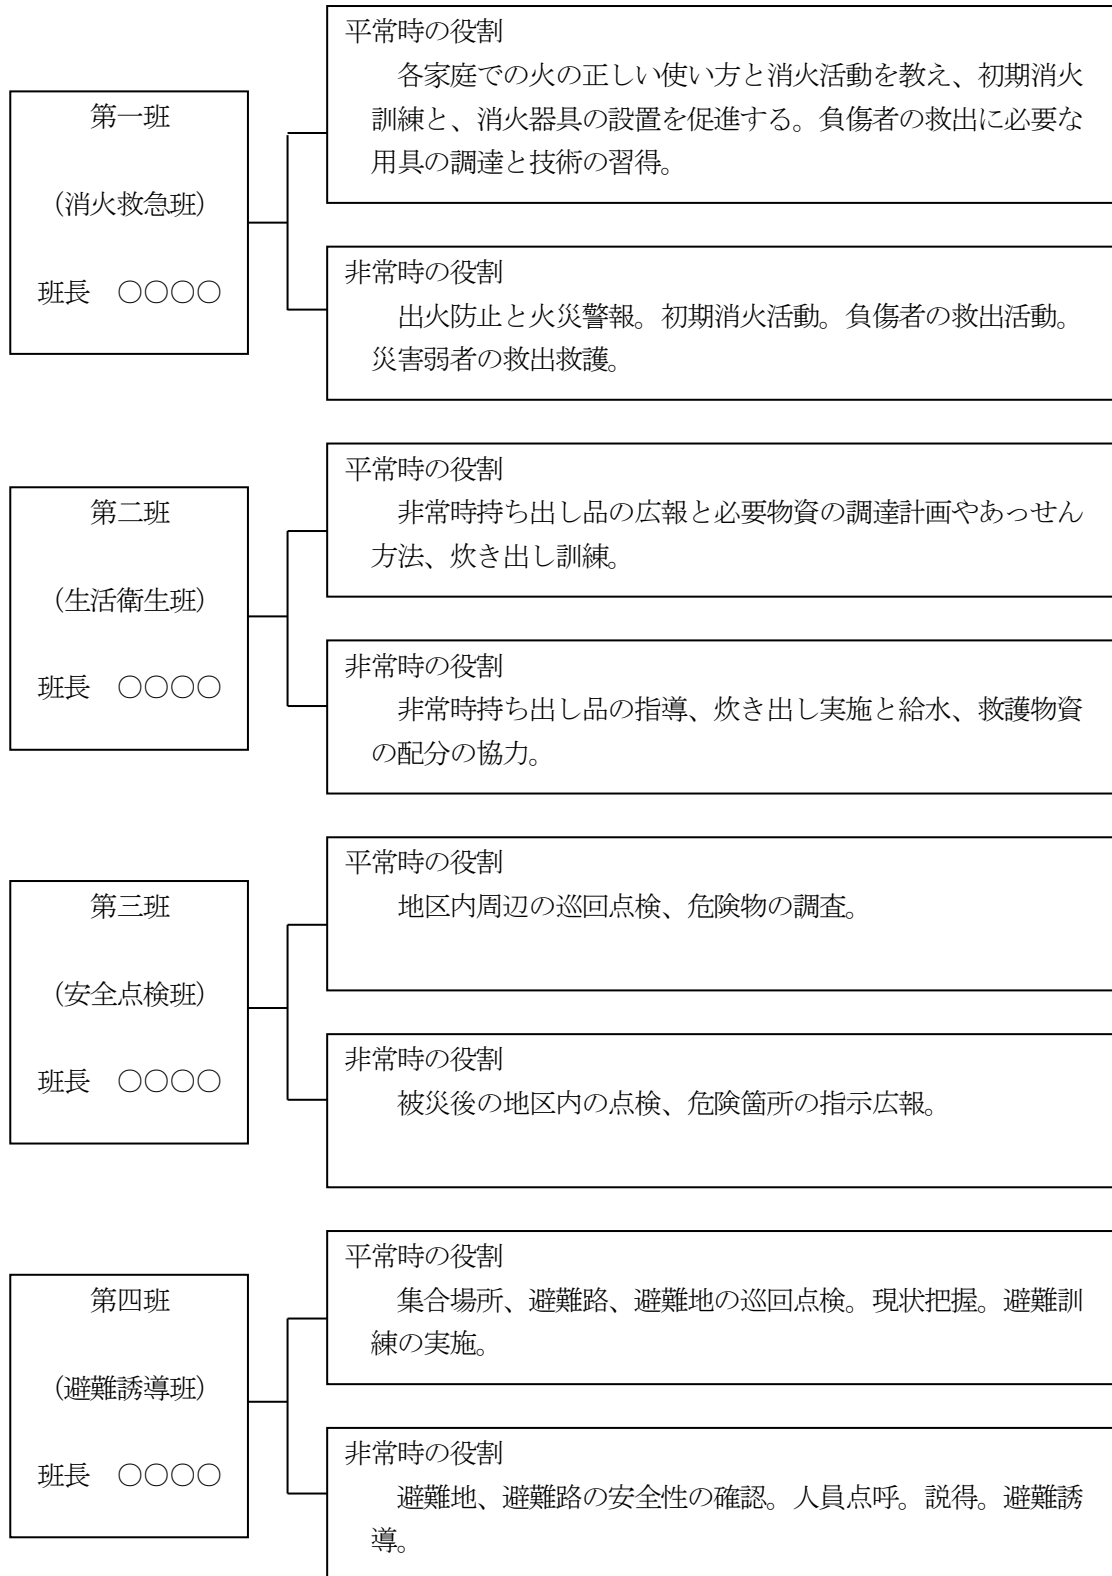 第一班
(消火救急班)
班長　○○○○
平常時の役割
各家庭での火の正しい使い方と消火活動を教え、初期消火
訓練と、消火器具の設置を促進する。負傷者の救出に必要な
用具の調達と技術の習得。
非常時の役割
出火防止と火災警報。初期消火活動。負傷者の救出活動。
災害弱者の救出救護。
第二班
(生活衛生班)
班長　○○○○
平常時の役割
非常時持ち出し品の広報と必要物資の調達計画やあっせん
方法、炊き出し訓練。
非常時の役割
非常時持ち出し品の指導、炊き出し実施と給水、救護物資
の配分の協力。
第三班
(安全点検班)
班長　○○○○
平常時の役割
地区内周辺の巡回点検、危険物の調査。
非常時の役割
被災後の地区内の点検、危険箇所の指示広報。
第四班
(避難誘導班)
班長　○○○○
平常時の役割
集合場所、避難路、避難地の巡回点検。現状把握。避難訓
練の実施。
非常時の役割
避難地、避難路の安全性の確認。人員点呼。説得。避難誘
導。